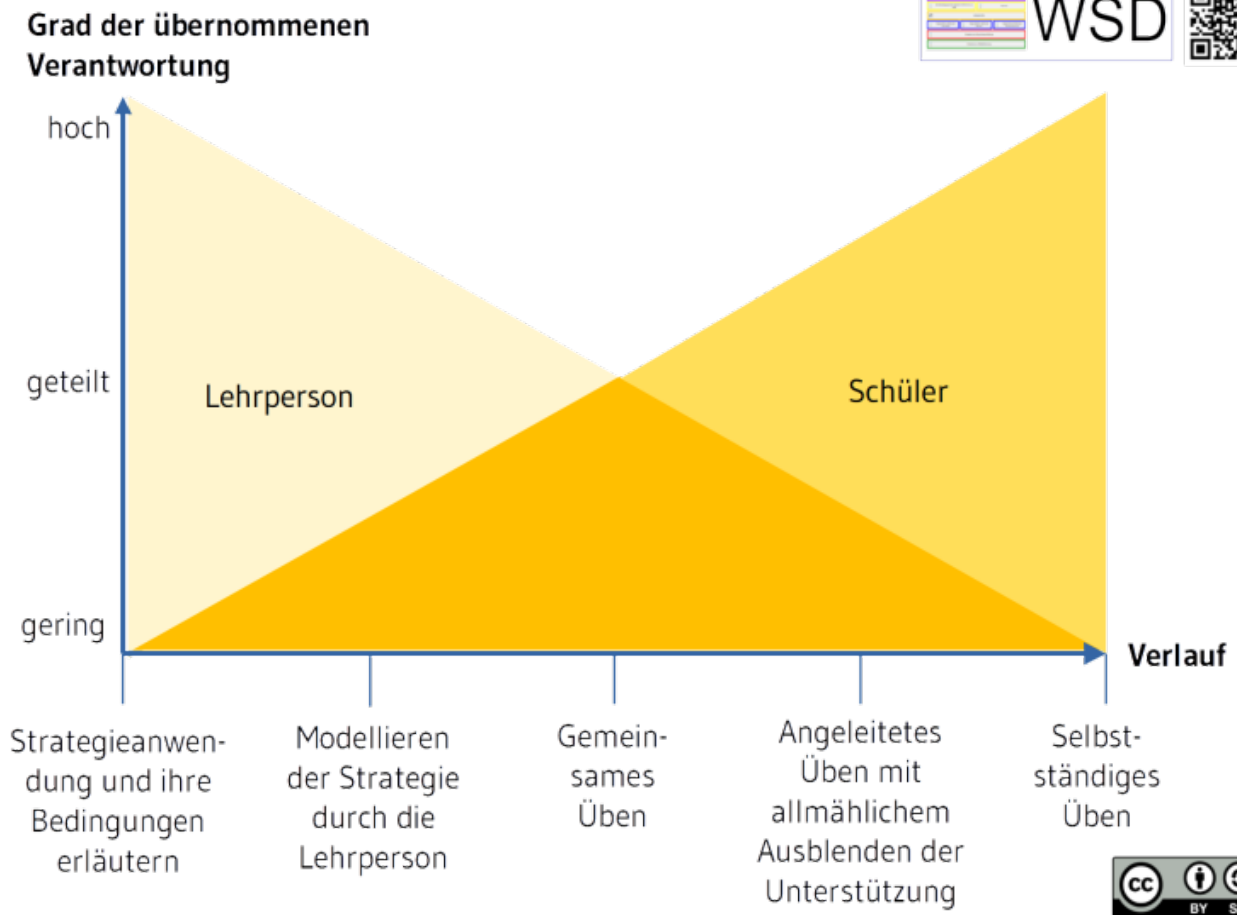 Grad der übernommenen
Verantwortung
WSD
hoch
geteilt
gering
Lehrperson
Schüler
Verlauf
Strategieanwen-
dung und ihre
Bedingungen
erläutern
Modellieren
der Strategie
durch die
Lehrperson
Gemein-
sames
Üben
Angeleitetes
Üben mit
allmählichem
Ausblenden der
Unterstützung
Selbst-
ständiges
Üben
cc
BY